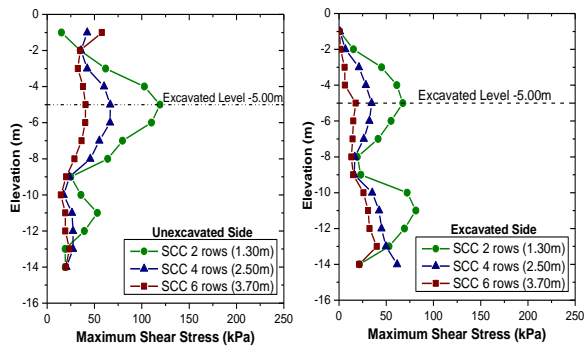 0
-2
-4
-6
-8
-10
-12
-14
-16
Elevation (m)
Excavated Level -5.00m
Unexcavated Side
SCC 2 rows (1.30m)
SCC 4 rows (2.50m)
SCC 6 rows (3.70m)
0 50 100 150 200 250
Maximum Shear Stress (kPa)
0
-2
-4
-6
-8
-10
-12
-14
-16
Elevation (m)
Excavated Level -5.00m
Excavated Side
SCC 2 rows (1.30m)
SCC 4 rows (2.50m)
SCC 6 rows (3.70m)
0 50 100 150 200 250
Maximum Shear Stress (kPa)